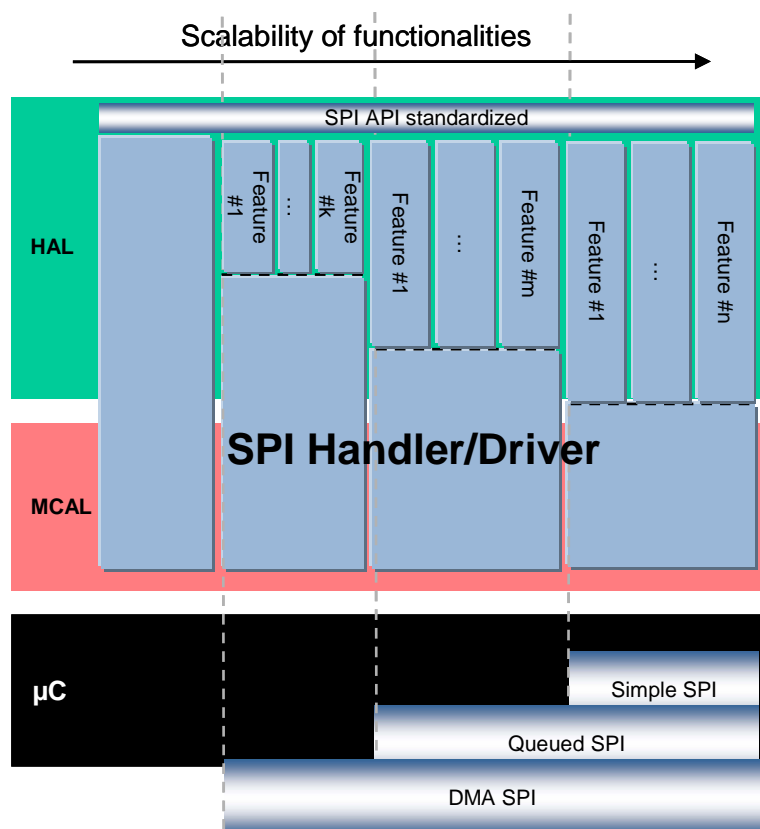 Scalability of functionalities
SPI API standardized
HAL
Feature #1
...
Feature #k
Feature #1
...
Feature #m
Feature #1
...
Feature #n
SPI Handler/Driver
MCAL
µC
Simple SPI
Queued SPI
DMA SPI